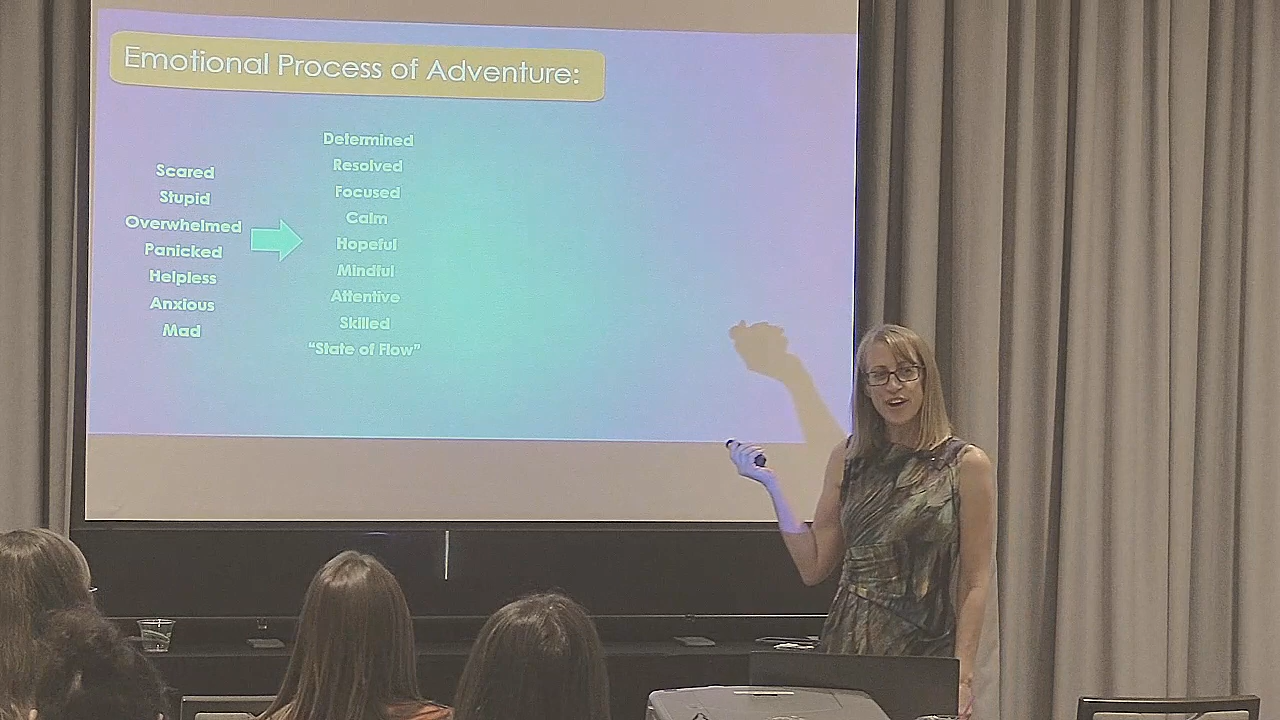 Emotional Process of Adventure:
Scared
Stupid
Overwhelmed
Panicked
Helpless
Anxious
Mad
Determined
Resolved
Focused
Calm
Hopeful
Mindful
Attentive
Skilled
"State of Flow"